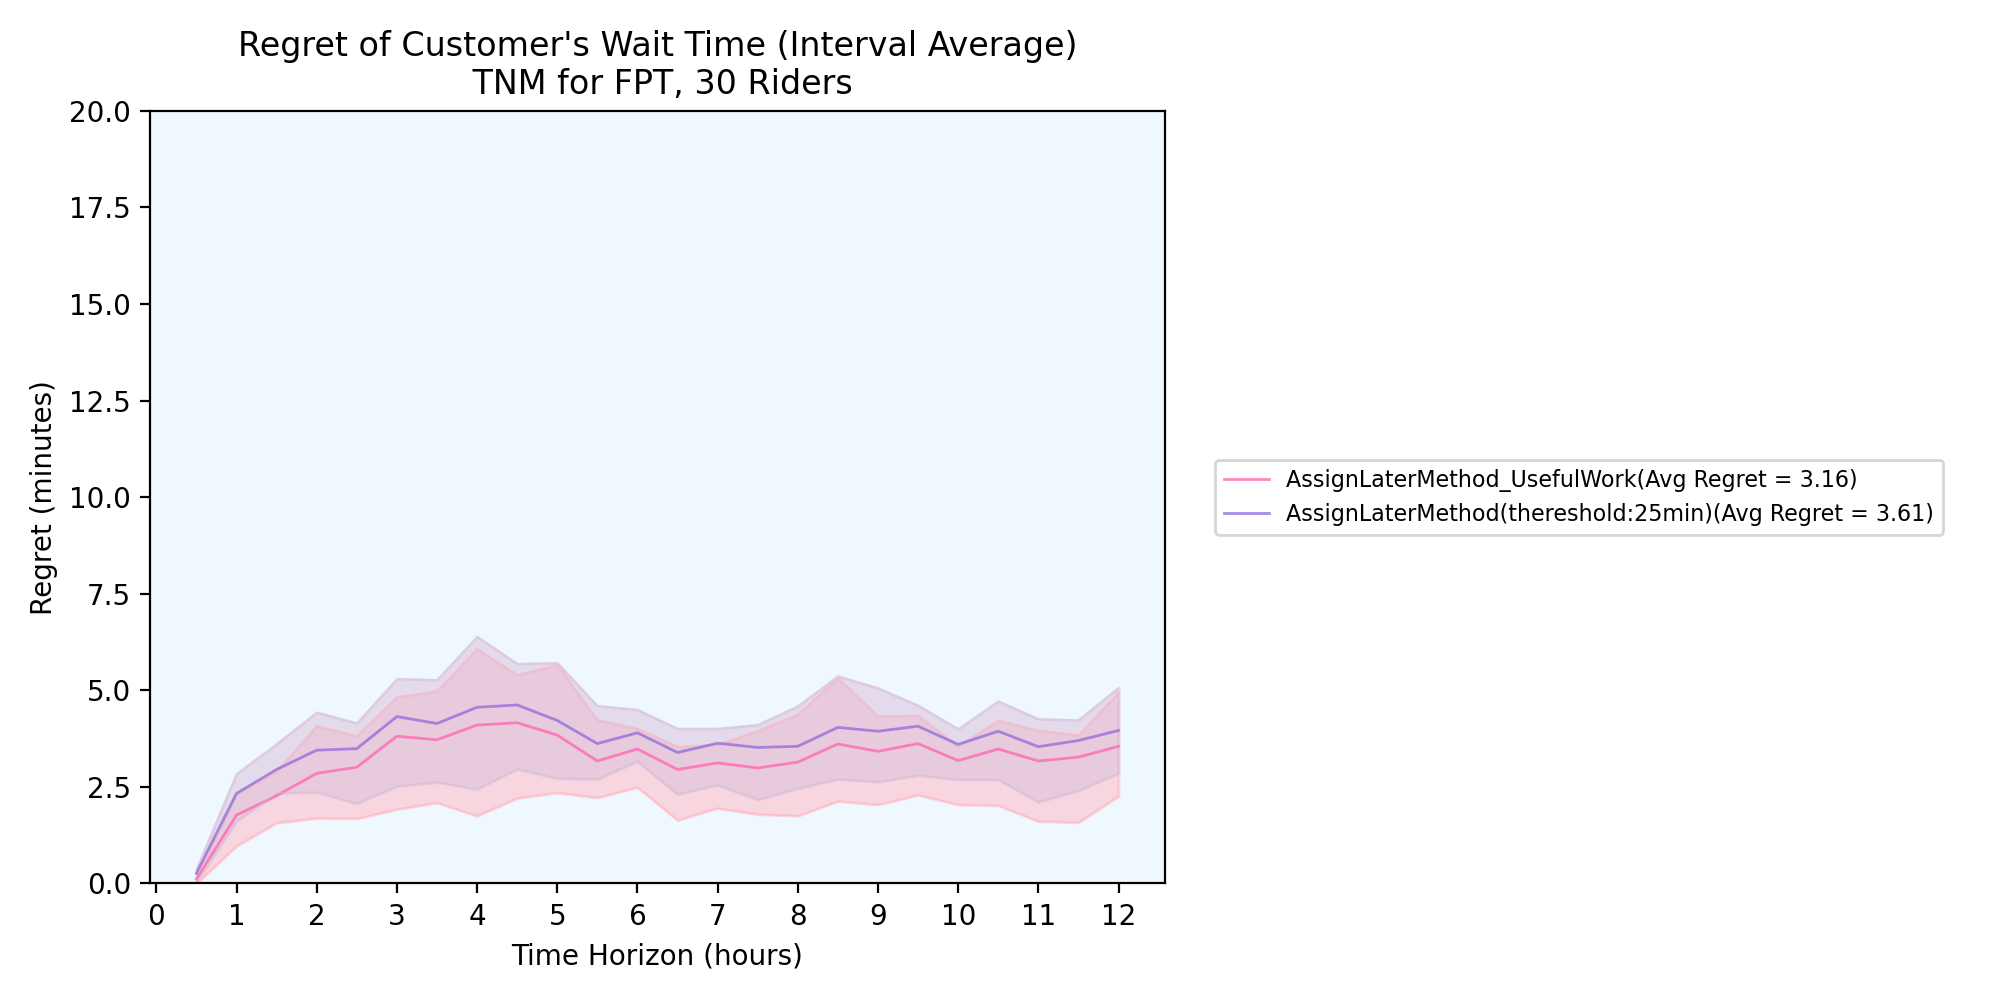 Regret of Customer's Wait Time (Interval Average)
TNM for FPT, 30 Riders
20.0
17.5
15.0
12.5
10.0
7.5
5.0
2.5
0.0
Regret (minutes)
0 1 2 3 4 5 6 7 8 9 10 11 12
Time Horizon (hours)
AssignLaterMethod_UsefulWork(Avg Regret = 3.16)
AssignLaterMethod(thereshold:25min)(Avg Regret = 3.61)